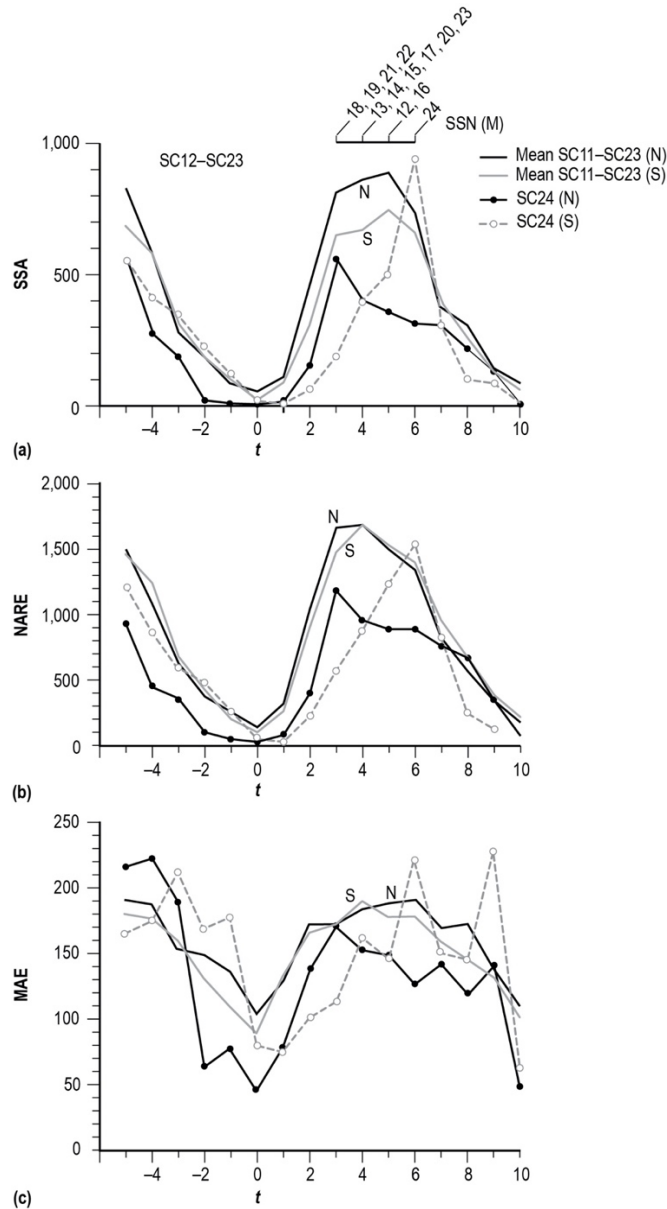 18, 19, 21, 22
13, 14, 15, 17, 20, 23
12, 16
24
SSN (M)
SC12–SC23
Mean SC11–SC23 (N)
Mean SC11–SC23 (S)
SC24 (N)
SC24 (S)
1,000
500
0
SSA
N
S
–4 –2 0 2 4 6 8 10
t
(a)
2,000
1,500
1,000
500
0
NARE
N
S
–4 –2 0 2 4 6 8 10
t
(b)
250
200
150
100
50
0
MAE
S N
–4 –2 0 2 4 6 8 10
t
(c)